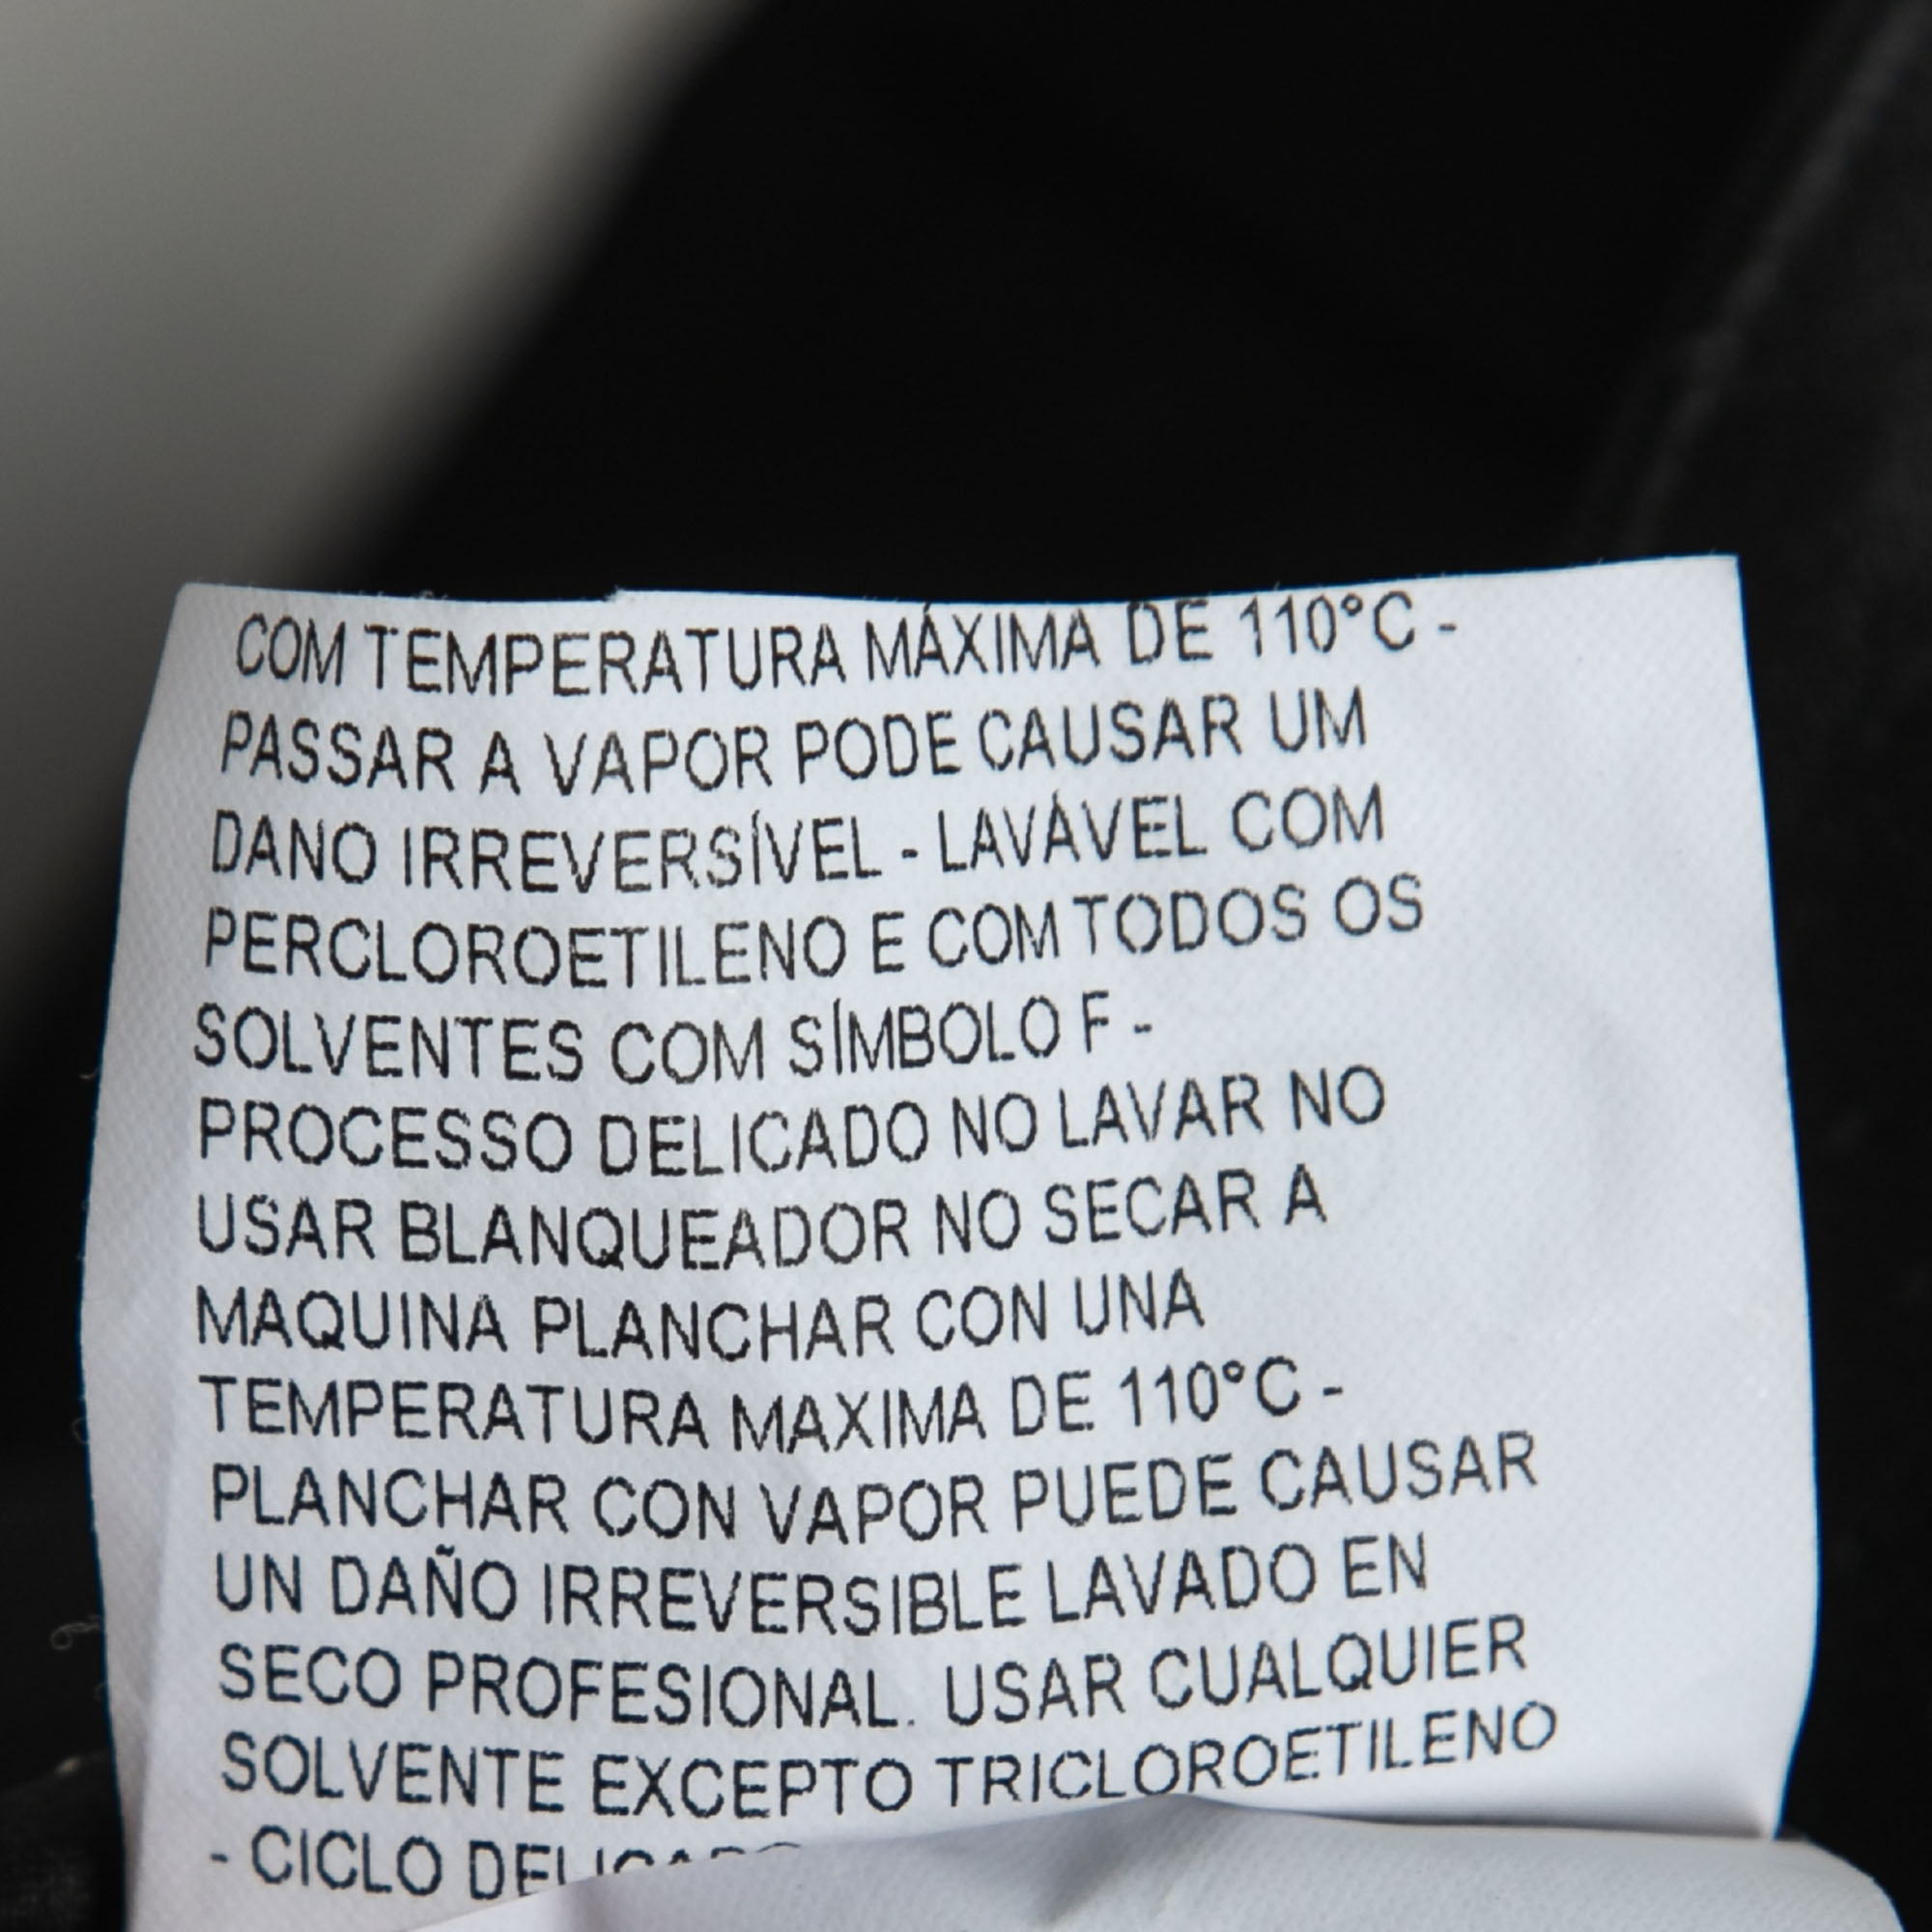 COM TEMPERATURA MÁXIMA DE 110°C -
PASSAR A VAPOR PODE CAUSAR UM
DANO IRREVERSÍVEL - LAVÁVEL COM
PERCLOROETILENO E COM TODOS OS
SOLVENTES COM SÍMBOLO F -
PROCESSO DELICADO NO LAVAR NO
USAR BLANQUEADOR NO SECAR A
MAQUINA PLANCHAR CON UNA
TEMPERATURA MAXIMA DE 110°C -
PLANCHAR CON VAPOR PUEDE CAUSAR
UN DAÑO IRREVERSIBLE LAVADO EN
SECO PROFESIONAL. USAR CUALQUIER
SOLVENTE EXCEPTO TRICLOROETILENO
- CICLO DELICADO